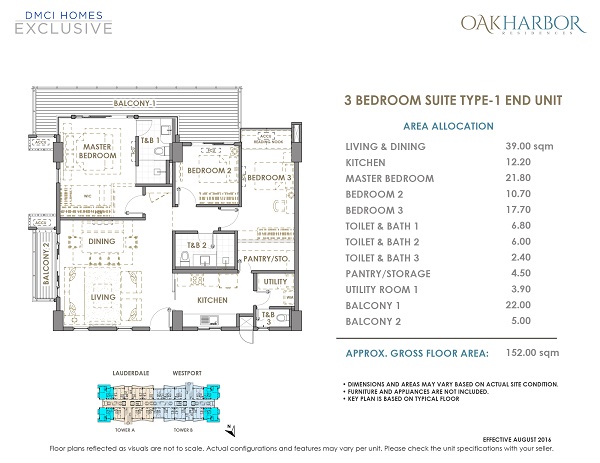 DMCI HOMES
EXCLUSIVE
OAKHARBOR
RESIDENCES
3 BEDROOM SUITE TYPE-1 END UNIT
AREA ALLOCATION
LIVING & DINING 39.00 sqm
KITCHEN 12.20
MASTER BEDROOM 21.80
BEDROOM 2 10.70
BEDROOM 3 17.70
TOILET & BATH 1 6.80
TOILET & BATH 2 6.00
TOILET & BATH 3 2.40
PANTRY/STORAGE 4.50
UTILITY ROOM 1 3.90
BALCONY 1 22.00
BALCONY 2 5.00
APPROX. GROSS FLOOR AREA: 152.00 sqm
• DIMENSIONS AND AREAS MAY VARY BASED ON ACTUAL SITE CONDITION.
• FURNITURE AND APPLIANCES ARE NOT INCLUDED.
• KEY PLAN IS BASED ON TYPICAL FLOOR
BALCONY-1
MASTER
BEDROOM
T&B 1
ACCU
READING NOOK
BEDROOM 2
BEDROOM 3
WIC
ACCU
ACCU
DINING
BALCONY 2
T&B 2
PANTRY/STO.
LIVING
KITCHEN
UTILITY
T&B
3
LAUDERDALE WESTPORT
TOWER A TOWER B
N
EFFECTIVE AUGUST 2016
Floor plans reflected as visuals are not to scale. Actual configurations and features may vary per unit. Please check the unit specifications with your seller.